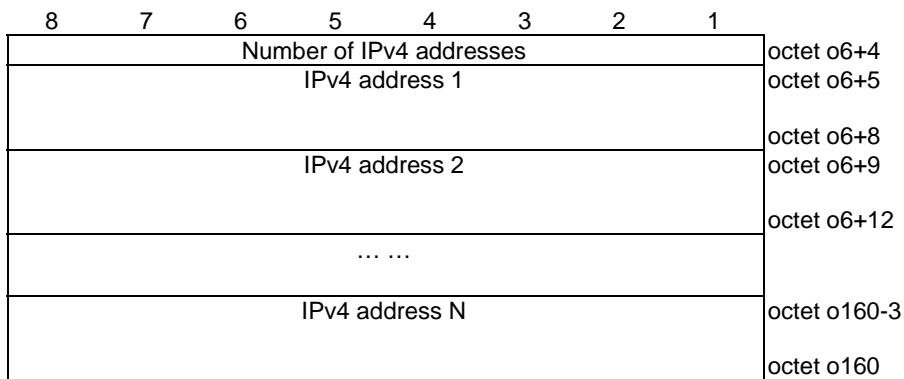 8 7 6 5 4 3 2 1
Number of IPv4 addresses octet o6+4
IPv4 address 1 octet o6+5
octet o6+8
IPv4 address 2 octet o6+9
octet o6+12
… …
IPv4 address N octet o160-3
octet o160